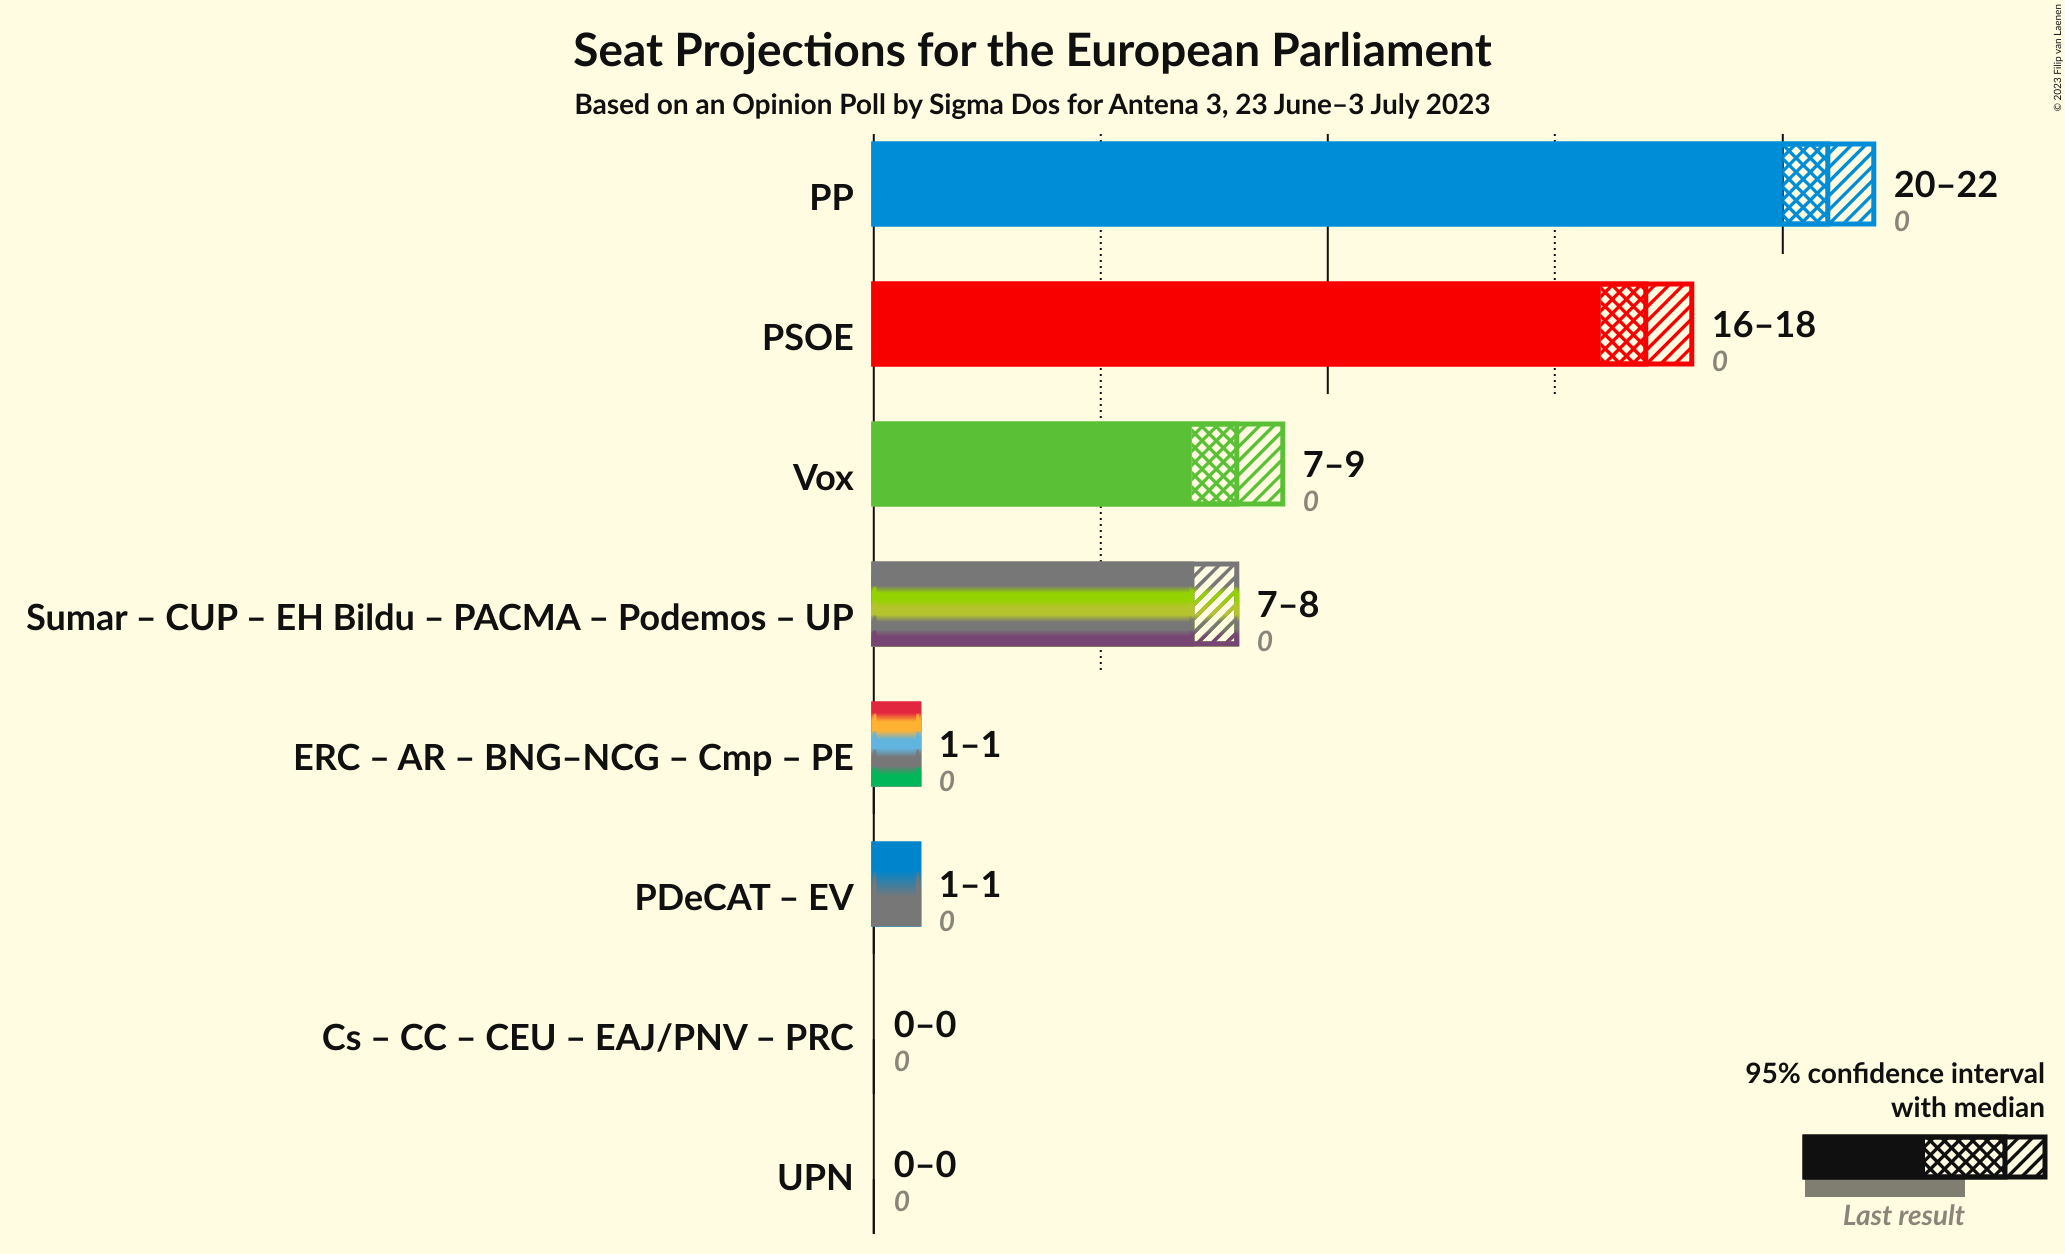 Seat Projections for the European Parliament
Based on an Opinion Poll by Sigma Dos for Antena 3, 23 June–3 July 2023
© 2023 Filip van Laenen
PP
20–22
0
PSOE
16–18
0
Vox
7–9
0
Sumar – CUP – EH Bildu – PACMA – Podemos – UP
7–8
0
ERC – AR – BNG–NCG – Cmp – PE
1–1
0
PDeCAT – EV
1–1
0
Cs – CC – CEU – EAJ/PNV – PRC
0–0
0
UPN
0–0
0
95% confidence interval
with median
Last result